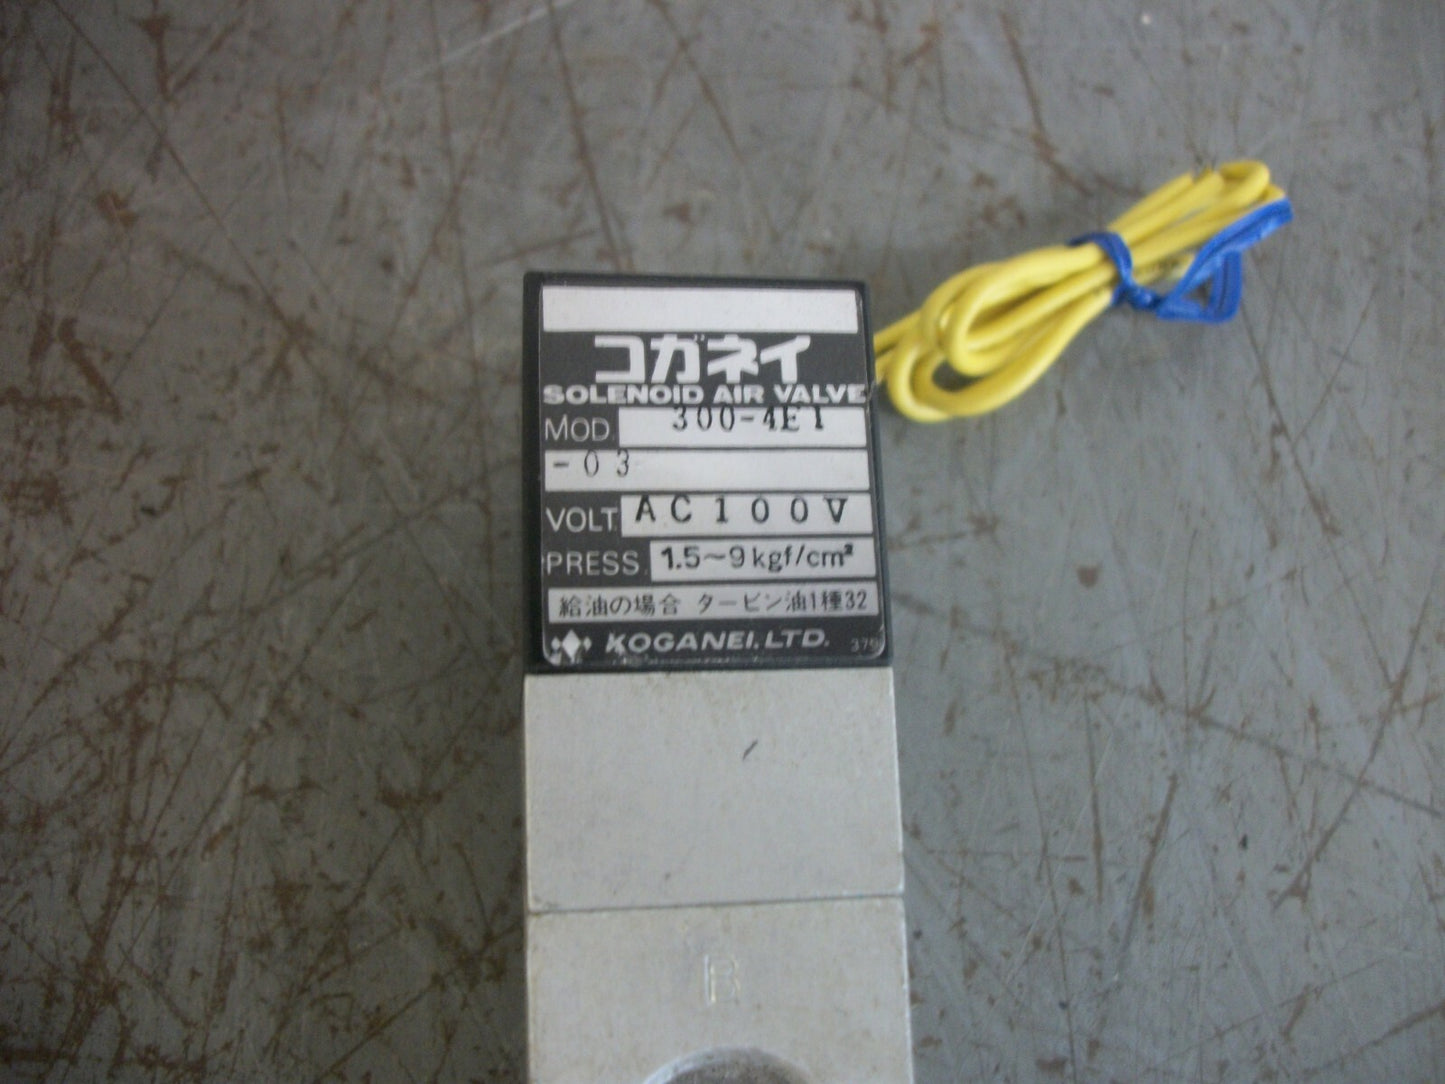 コガネイ
SOLENOID AIR VALVE
MOD. 300-4E1
-03
VOLT. AC100V
PRESS. 1.5~9kgf/cm²
給油の場合 タービン油1種32
KOGANEI, LTD. 379
B